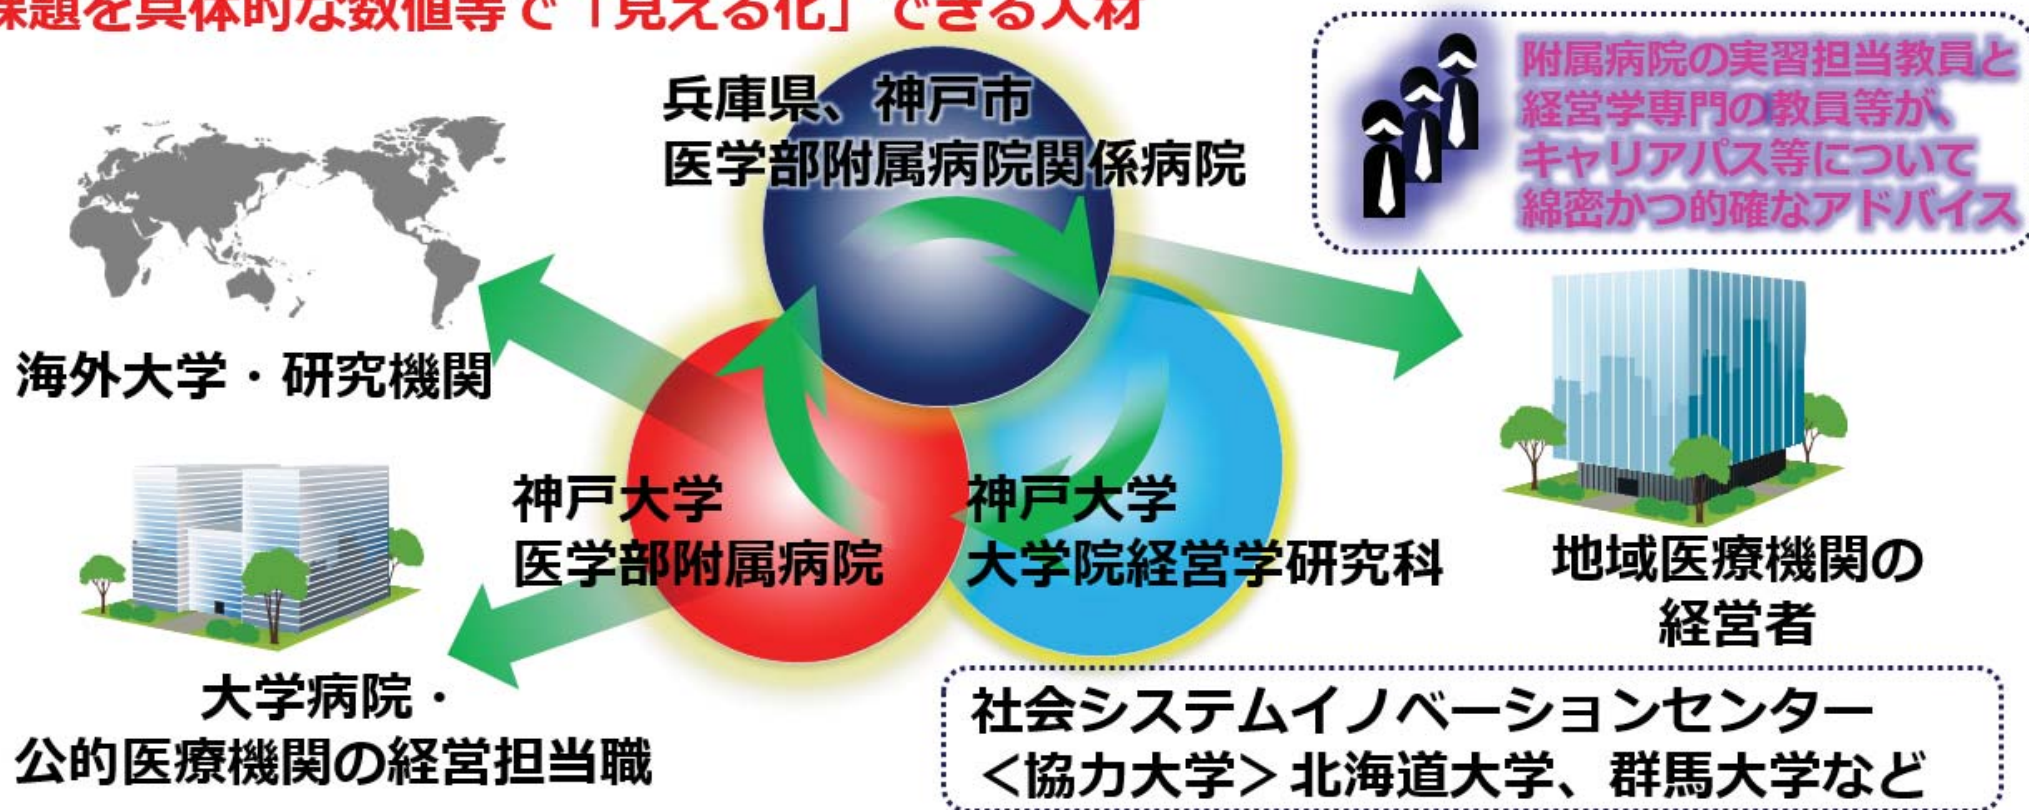 課題を具体的な数値等で「見える化」できる人材
兵庫県、神戸市
医学部附属病院関係病院
附属病院の実習担当教員と
経営学専門の教員等が、
キャリアパス等について
綿密かつ的確なアドバイス
海外大学・研究機関
神戸大学
医学部附属病院
神戸大学
大学院経営学研究科
地域医療機関の
経営者
大学病院・
公的医療機関の経営担当職
社会システムイノベーションセンター
＜協力大学＞北海道大学、群馬大学など